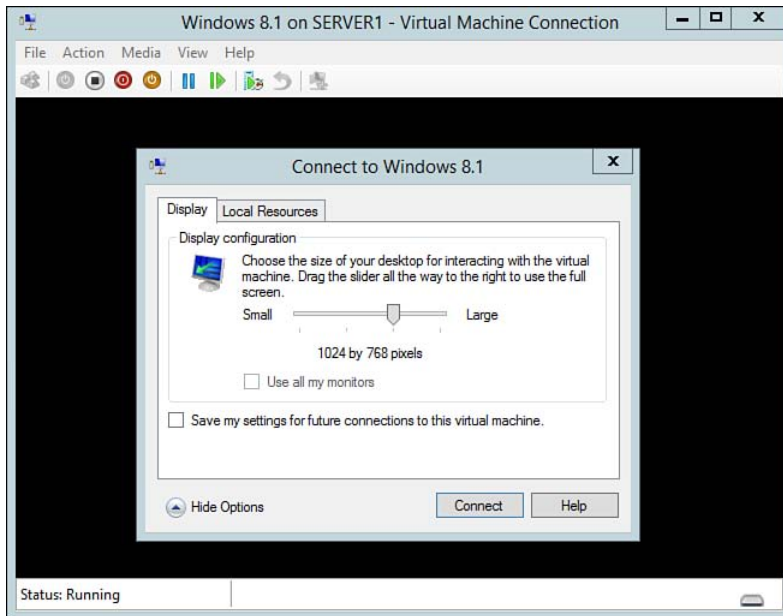 Windows 8.1 on SERVER1 - Virtual Machine Connection
File Action Media View Help
Connect to Windows 8.1
Display Local Resources
Display configuration
Choose the size of your desktop for interacting with the virtual
machine. Drag the slider all the way to the right to use the full
screen.
Small Large
1024 by 768 pixels
Use all my monitors
Save my settings for future connections to this virtual machine.
Hide Options Connect Help
Status: Running